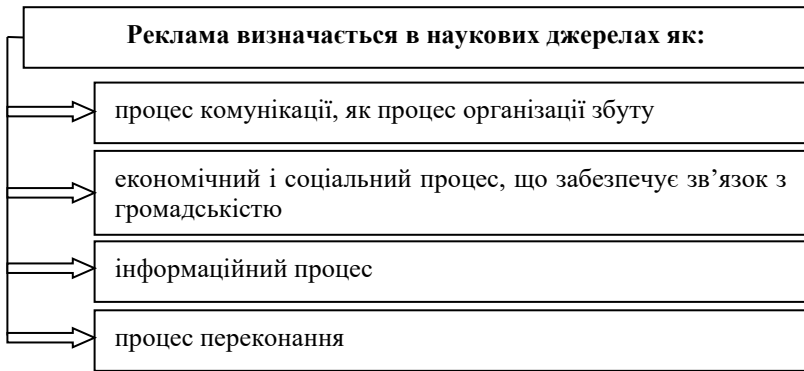 Реклама визначається в наукових джерелах як:
процес комунікації, як процес організації збуту
економічний і соціальний процес, що забезпечує зв’язок з
громадськістю
інформаційний процес
процес переконання